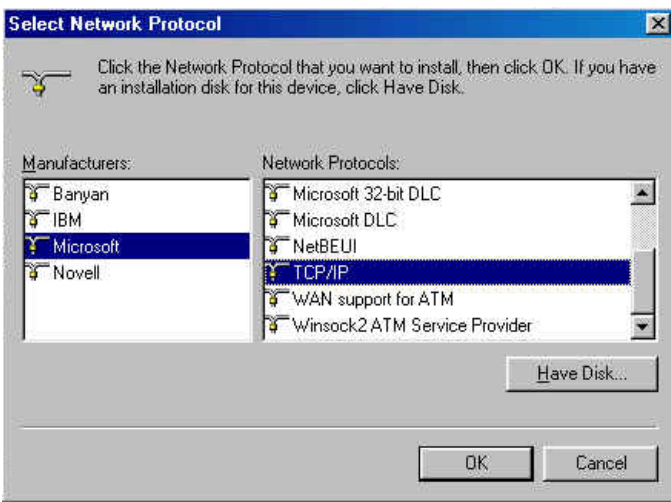 Select Network Protocol
Click the Network Protocol that you want to install, then click OK. If you have
an installation disk for this device, click Have Disk.
Manufacturers:
Banyan
IBM
Microsoft
Novell
Network Protocols:
Microsoft 32-bit DLC
Microsoft DLC
NetBEUI
TCP/IP
WAN support for ATM
Winsock2 ATM Service Provider
Have Disk...
OK
Cancel